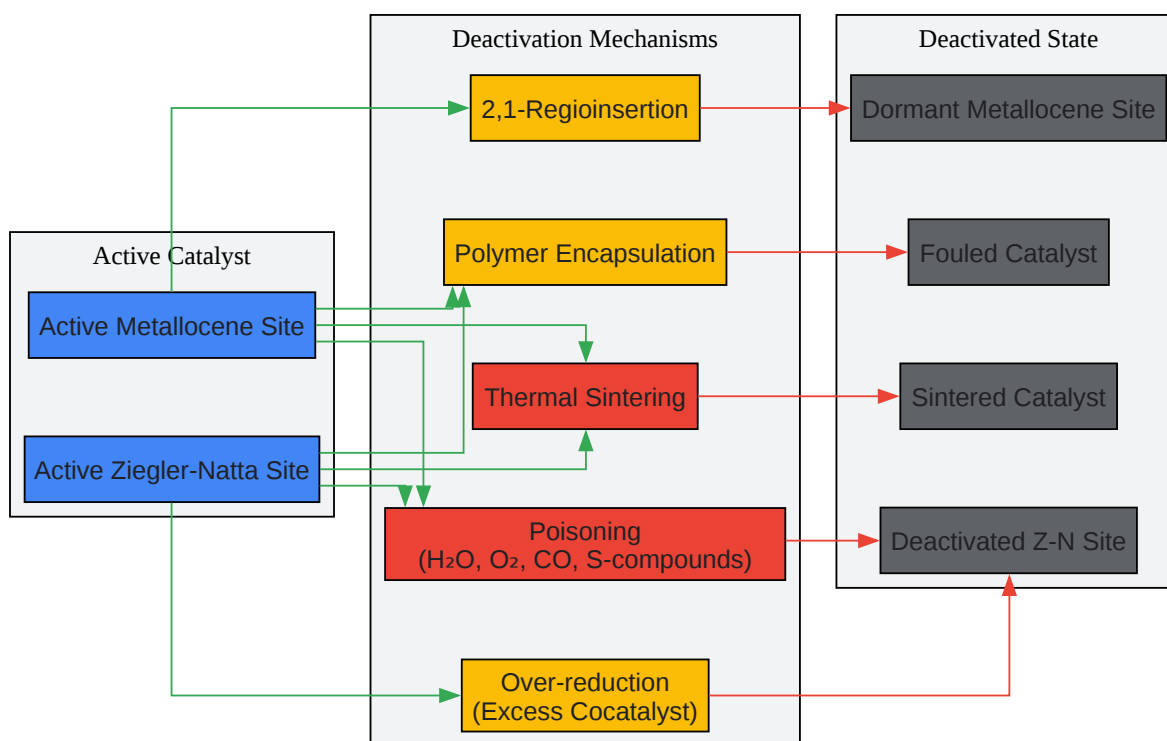 Deactivation Mechanisms
Deactivated State
2,1-Regioinsertion
Dormant Metallocene Site
Active Catalyst
Polymer Encapsulation
Fouled Catalyst
Active Metallocene Site
Thermal Sintering
Sintered Catalyst
Active Ziegler-Natta Site
Poisoning
(H₂O, O₂, CO, S-compounds)
Deactivated Z-N Site
Over-reduction
(Excess Cocatalyst)